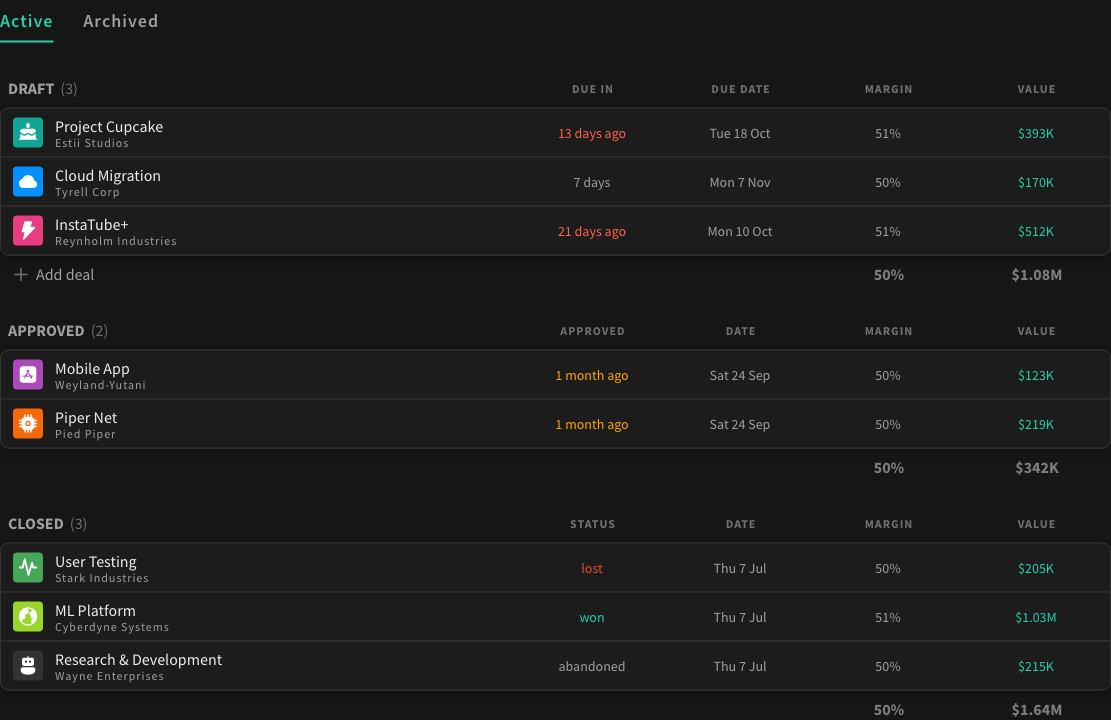 Active Archived
DRAFT (3) DUE IN DUE DATE MARGIN VALUE
Project Cupcake 13 days ago Tue 18 Oct 51% $393K
Estii Studios
Cloud Migration 7 days Mon 7 Nov 50% $170K
Tyrell Corp
InstaTube+ 21 days ago Mon 10 Oct 51% $512K
Reynholm Industries
Add deal 50% $1.08M
APPROVED (2) APPROVED DATE MARGIN VALUE
Mobile App 1 month ago Sat 24 Sep 50% $123K
Weyland-Yutani
Piper Net 1 month ago Sat 24 Sep 50% $219K
Pied Piper
50% $342K
CLOSED (3) STATUS DATE MARGIN VALUE
User Testing lost Thu 7 Jul 50% $205K
Stark Industries
ML Platform won Thu 7 Jul 51% $1.03M
Cyberdyne Systems
Research & Development abandoned Thu 7 Jul 50% $215K
Wayne Enterprises
50% $1.64M